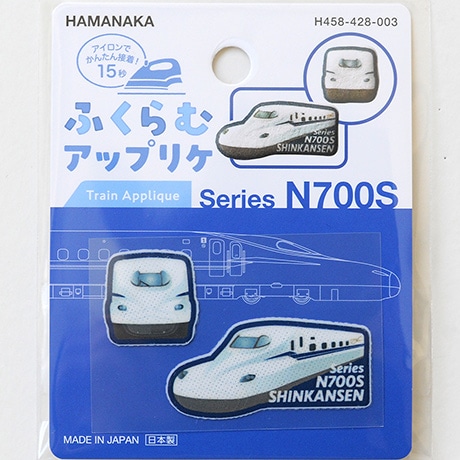 HAMANAKA
H458-428-003
アイロンで
かんたん接着!
15秒
ふくらむ
アップリケ
Series
N700S
SHINKANSEN
Train Applique
Series N700S
Series
N700S
SHINKANSEN
MADE IN JAPAN 日本製